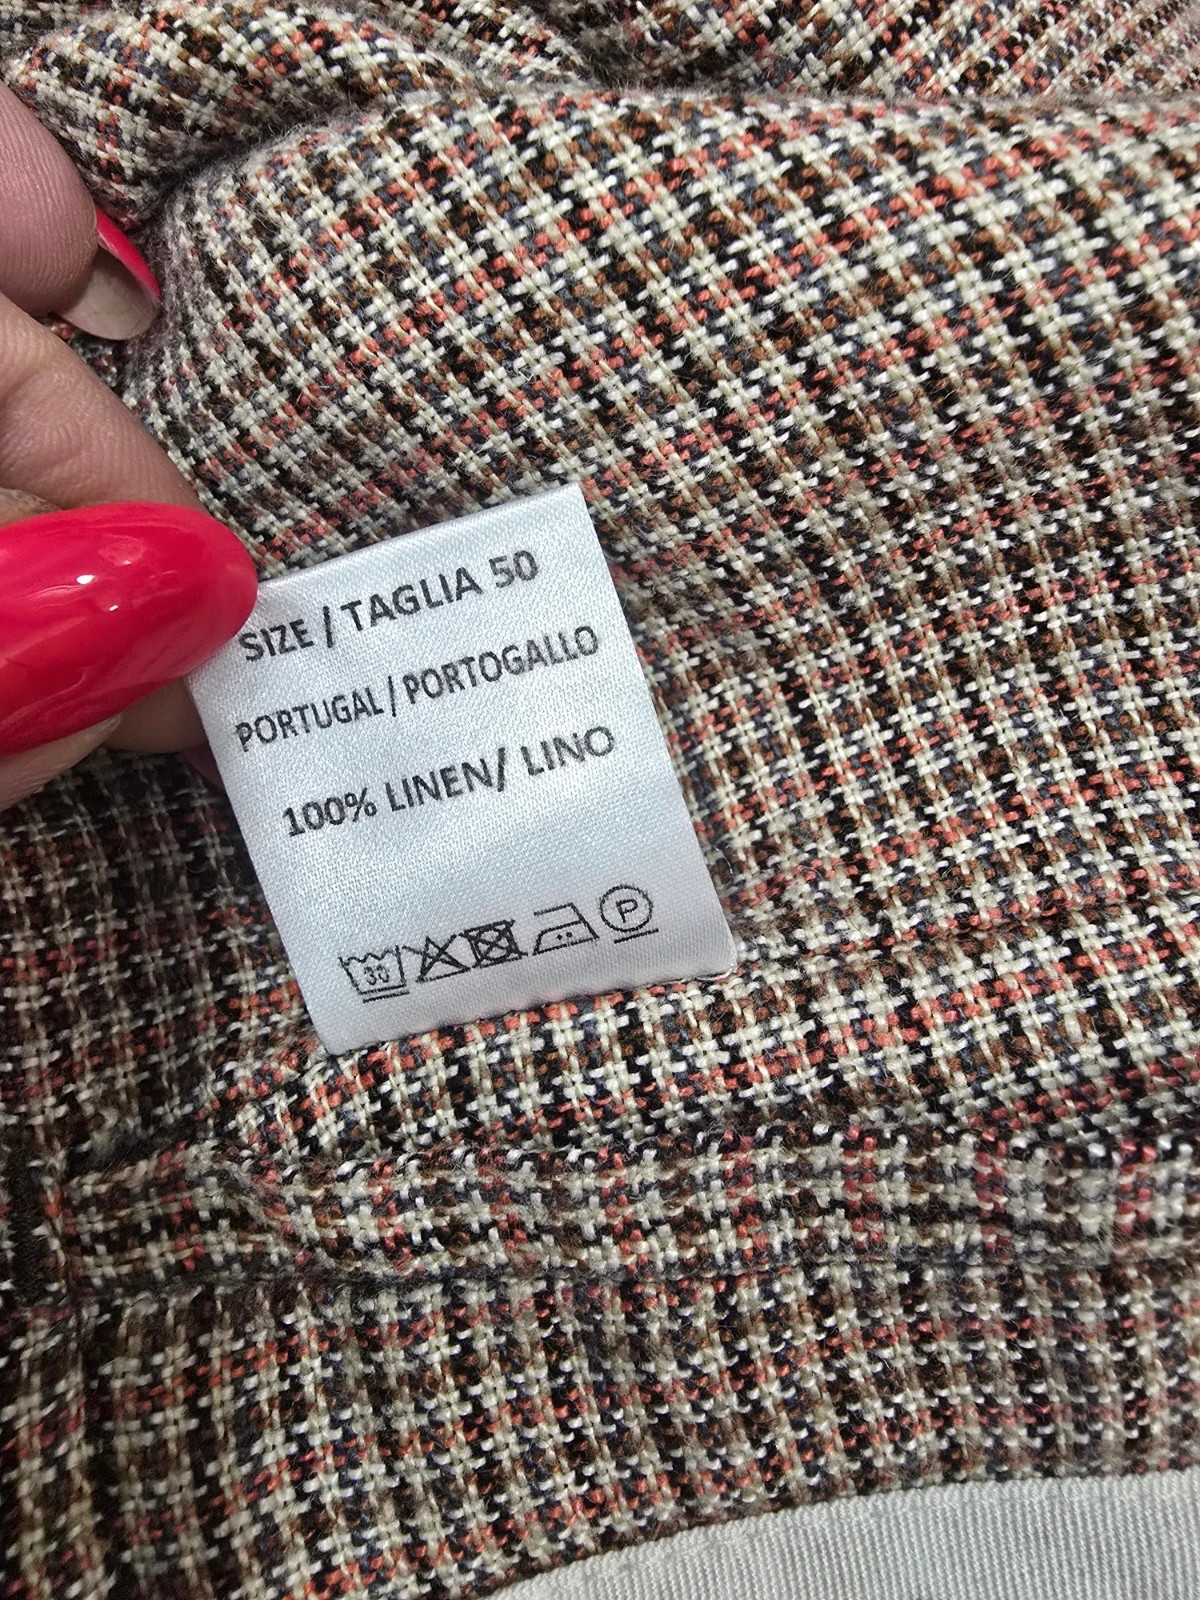 SIZE / TAGLIA 50
PORTUGAL / PORTOGALLO
100% LINEN/ LINO
30 P